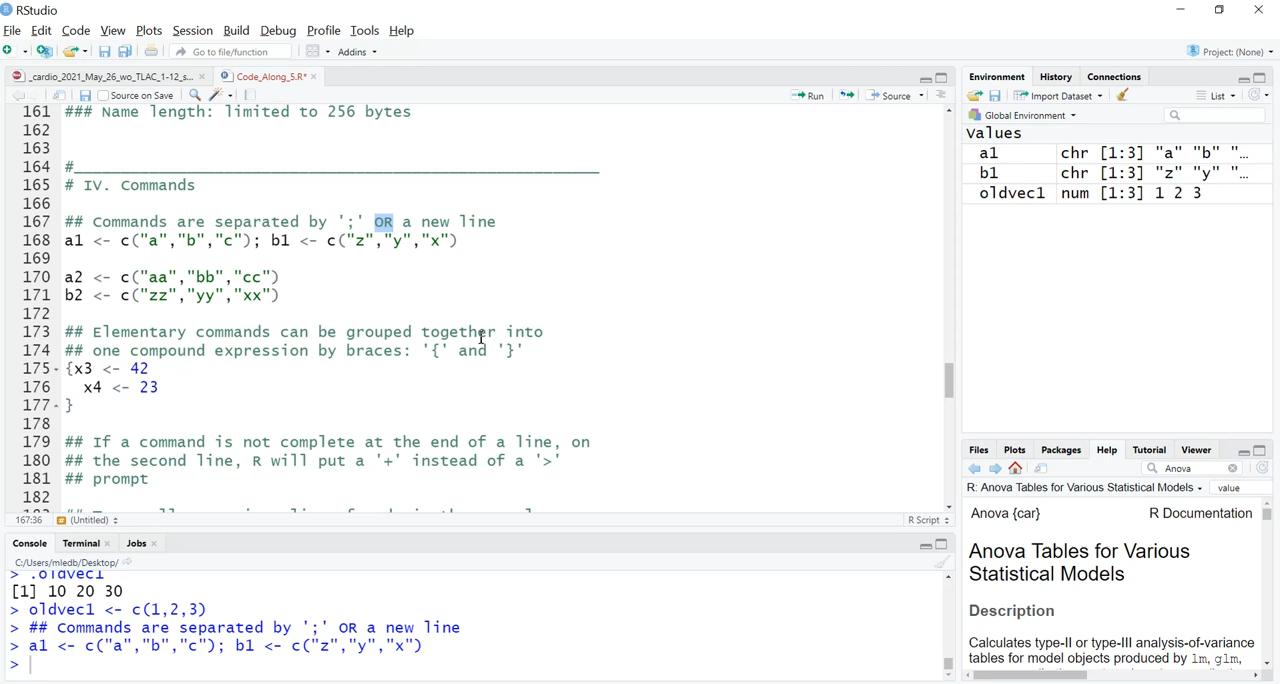 RStudio
File Edit Code View Plots Session Build Debug Profile Tools Help
Go to file/function Addins Project: (None)
_cardio_2021_May_26_wo_TLAC_1-12_s... Code_Along_5.R*
Source on Save Run Source
161 ### Name length: limited to 256 bytes
162
163
164 #_________________________________________________________
165 # IV. Commands
166
167 ## Commands are separated by ';' OR a new line
168 a1 <- c("a","b","c"); b1 <- c("z","y","x")
169
170 a2 <- c("aa","bb","cc")
171 b2 <- c("zz","yy","xx")
172
173 ## Elementary commands can be grouped together into
174 ## one compound expression by braces: '{' and '}'
175 {x3 <- 42
176 x4 <- 23
177 }
178
179 ## If a command is not complete at the end of a line, on
180 ## the second line, R will put a '+' instead of a '>'
181 ## prompt
182
167:36 (Untitled) R Script
Console Terminal Jobs
C:/Users/mledb/Desktop/
> .oldvec1
[1] 10 20 30
> oldvec1 <- c(1,2,3)
> ## Commands are separated by ';' OR a new line
> a1 <- c("a","b","c"); b1 <- c("z","y","x")
>
Environment History Connections
Import Dataset List
Global Environment
Values
a1 chr [1:3] "a" "b" "...
b1 chr [1:3] "z" "y" "...
oldvec1 num [1:3] 1 2 3
Files Plots Packages Help Tutorial Viewer
Anova
R: Anova Tables for Various Statistical Models value
Anova {car} R Documentation
Anova Tables for Various
Statistical Models
Description
Calculates type-II or type-III analysis-of-variance
tables for model objects produced by lm, glm,